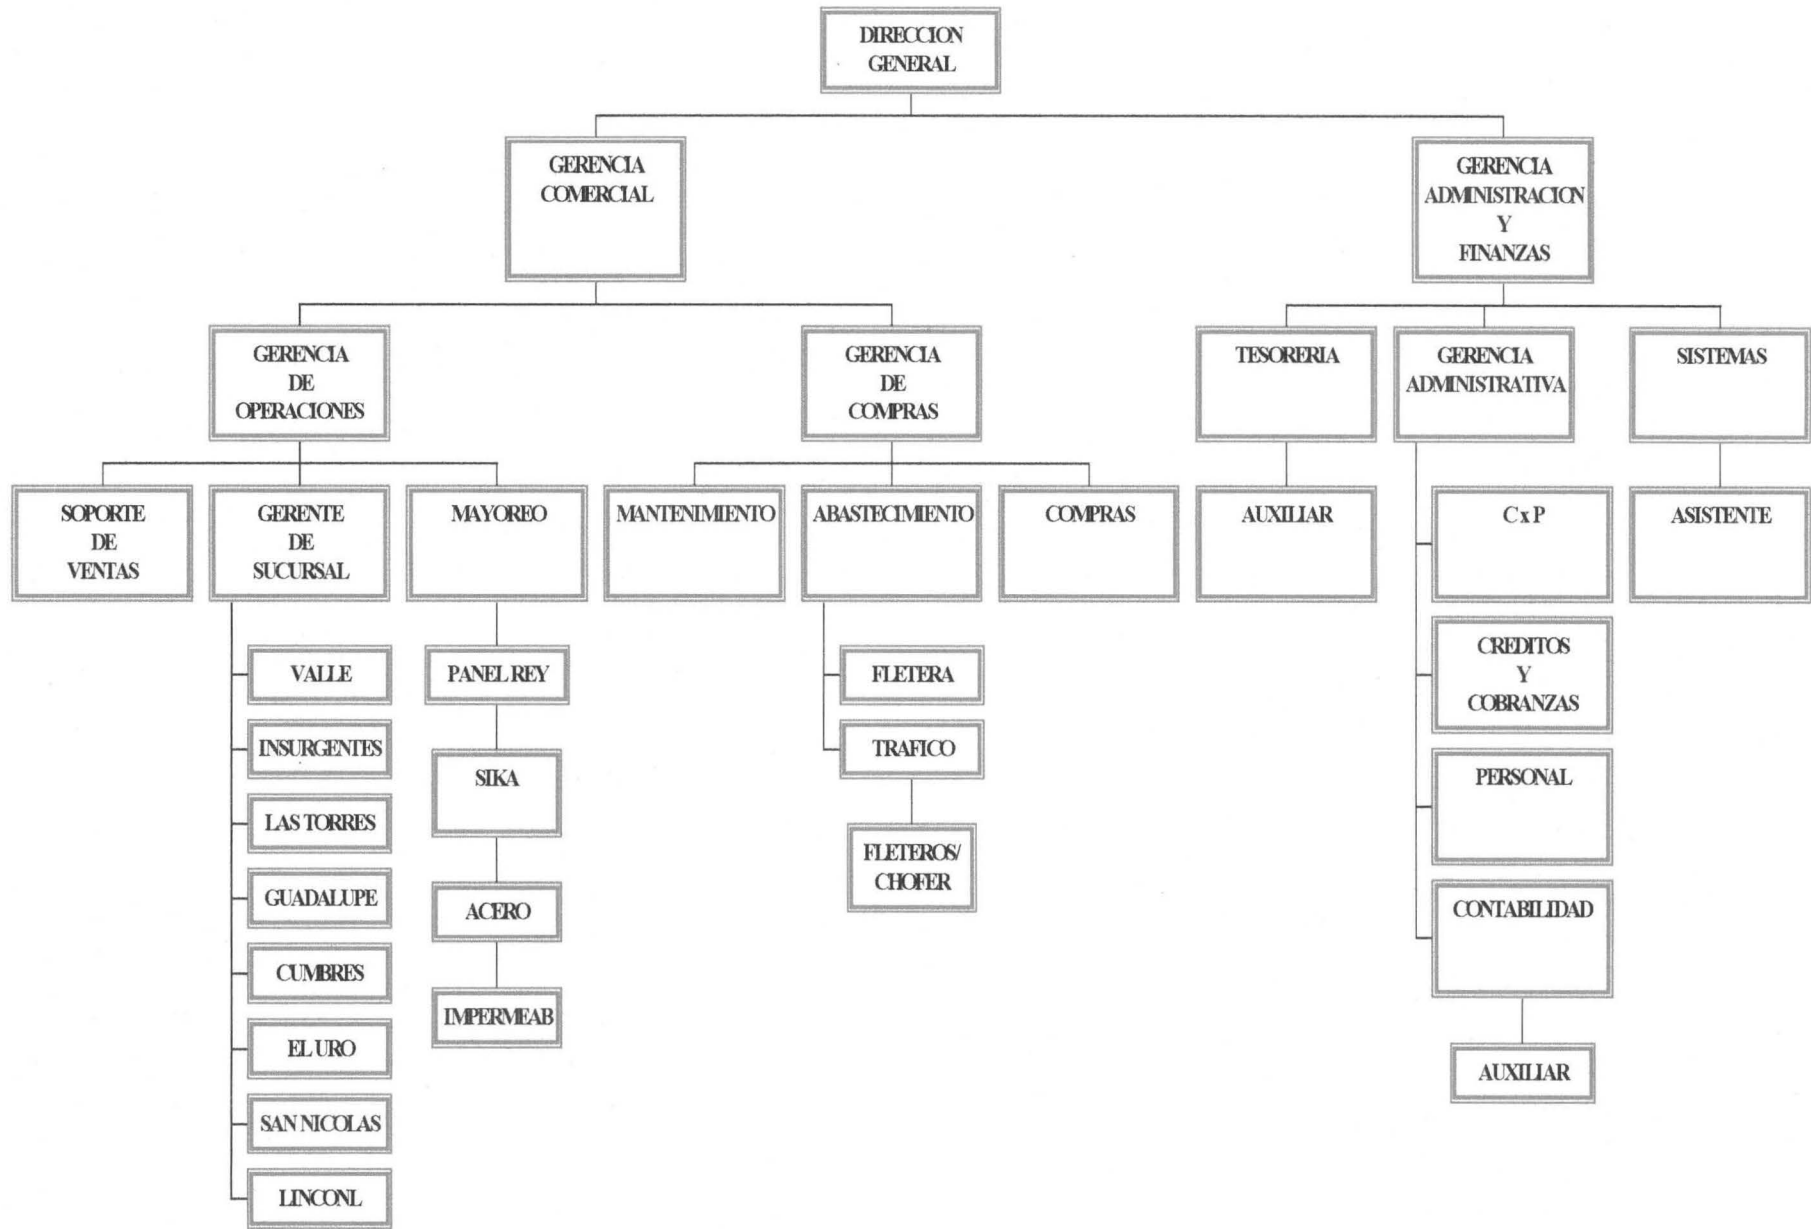 DIRECCION
GENERAL
GERENCIA
COMERCIAL
GERENCIA
ADMINISTRACION
Y
FINANZAS
GERENCIA
DE
OPERACIONES
GERENCIA
DE
COMPRAS
TESORERIA
GERENCIA
ADMINISTRATIVA
SISTEMAS
SOPORTE
DE
VENTAS
GERENTE
DE
SUCURSAL
MAYOREO
MANTENIMIENTO
ABASTECIMIENTO
COMPRAS
AUXILIAR
C x P
ASISTENTE
VALLE
INSURGENTES
LAS TORRES
GUADALUPE
CUMBRES
EL URO
SAN NICOLAS
LINCONL
PANEL REY
SIKA
ACERO
IMPERMEAB
FLETERA
TRAFICO
FLETEROS/
CHOFER
CREDITOS
Y
COBRANZAS
PERSONAL
CONTABILIDAD
AUXILIAR